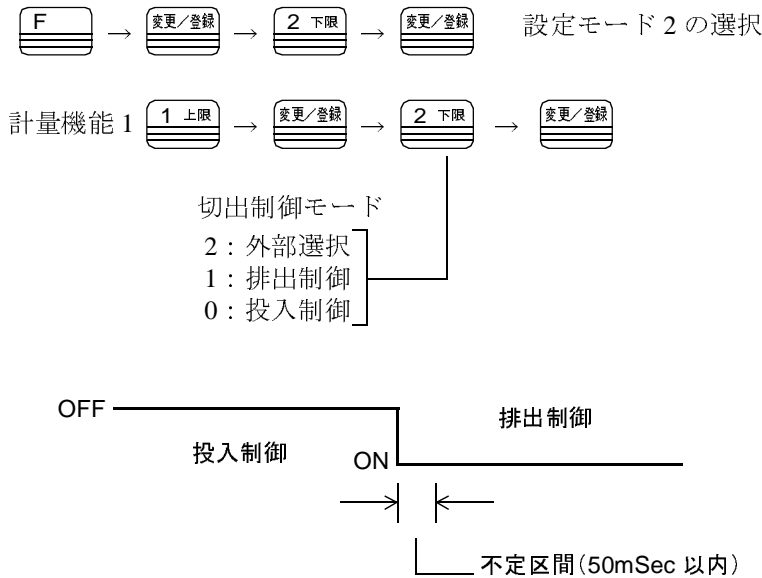 F → 変更／登録 → 2 下限 → 変更／登録 設定モード 2 の選択
計量機能 1 1 上限 → 変更／登録 → 2 下限 → 変更／登録
切出制御モード
2：外部選択
1：排出制御
0：投入制御
OFF
排出制御
投入制御
ON
不定区間（50mSec 以内）